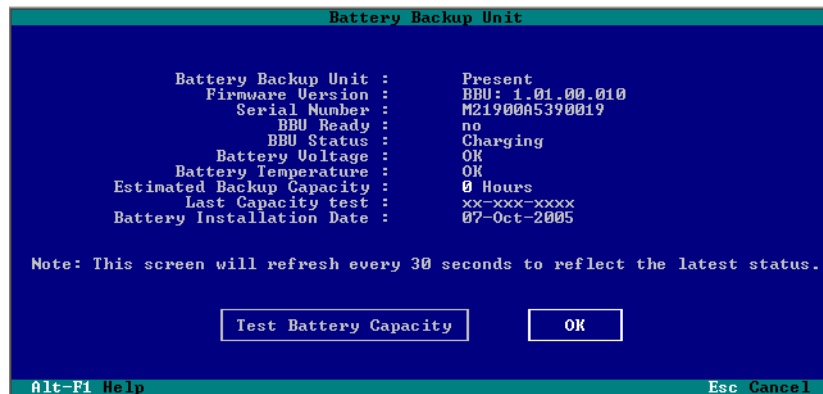 Battery Backup Unit
Battery Backup Unit : Present
Firmware Version : BBU: 1.01.00.010
Serial Number : M21900A5390019
BBU Ready : no
BBU Status : Charging
Battery Voltage : OK
Battery Temperature : OK
Estimated Backup Capacity : 0 Hours
Last Capacity test : xx-xxx-xxxx
Battery Installation Date : 07-Oct-2005
Note: This screen will refresh every 30 seconds to reflect the latest status.
Test Battery Capacity OK
Alt-F1 Help Esc Cancel